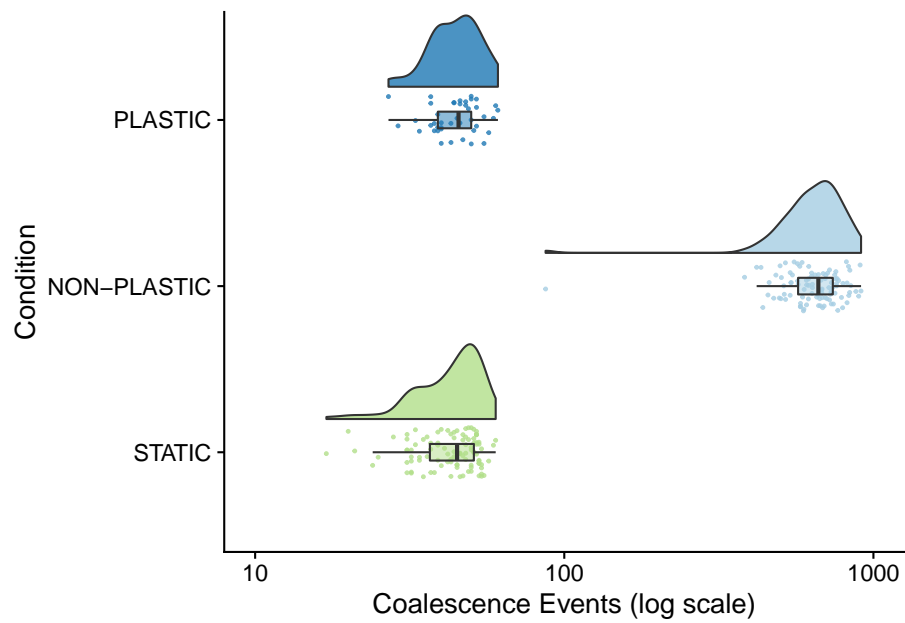 Condition
PLASTIC
NON−PLASTIC
STATIC
10
100
1000
Coalescence Events (log scale)